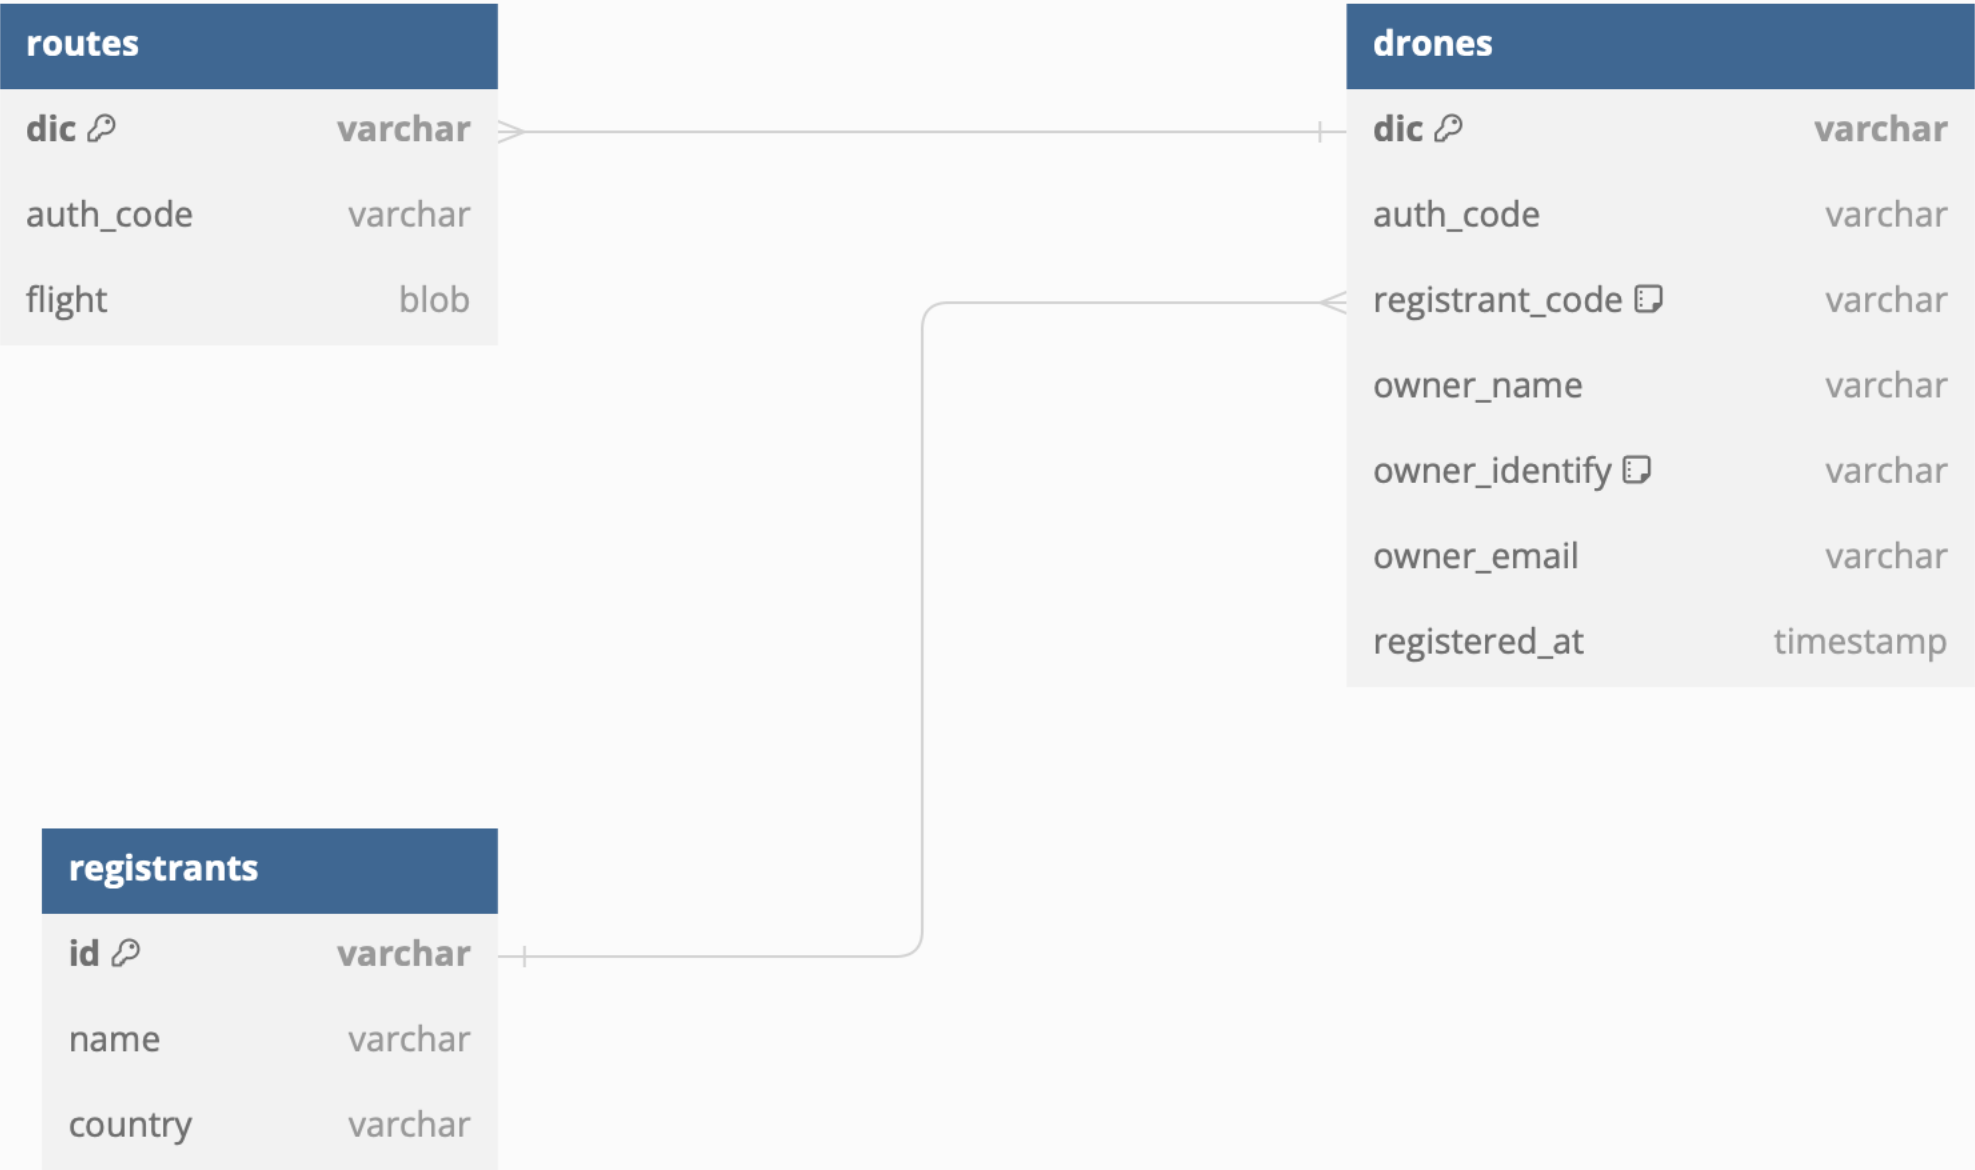 routes
dic varchar
auth_code varchar
flight blob
drones
dic varchar
auth_code varchar
registrant_code varchar
owner_name varchar
owner_identify varchar
owner_email varchar
registered_at timestamp
registrants
id varchar
name varchar
country varchar